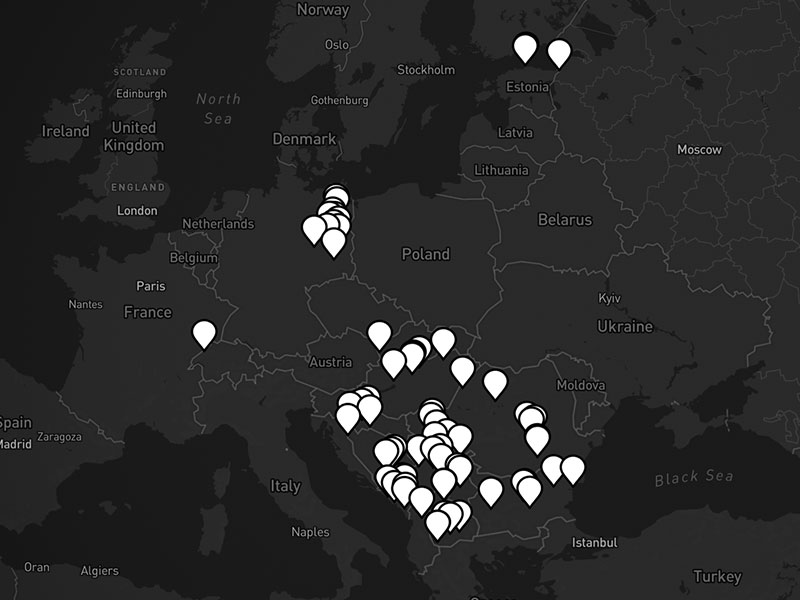 Norway
Oslo
Stockholm
SCOTLAND
Edinburgh
North
Sea
Gothenburg
Estonia
Ireland
United
Kingdom
Denmark
Latvia
Moscow
Lithuania
ENGLAND
London
Netherlands
Belarus
Belgium
Poland
Paris
Nantes
France
Kyiv
Ukraine
Austria
Moldova
Spain
Madrid
Zaragoza
Italy
Black Sea
Naples
Istanbul
Oran
Algiers
Turkey